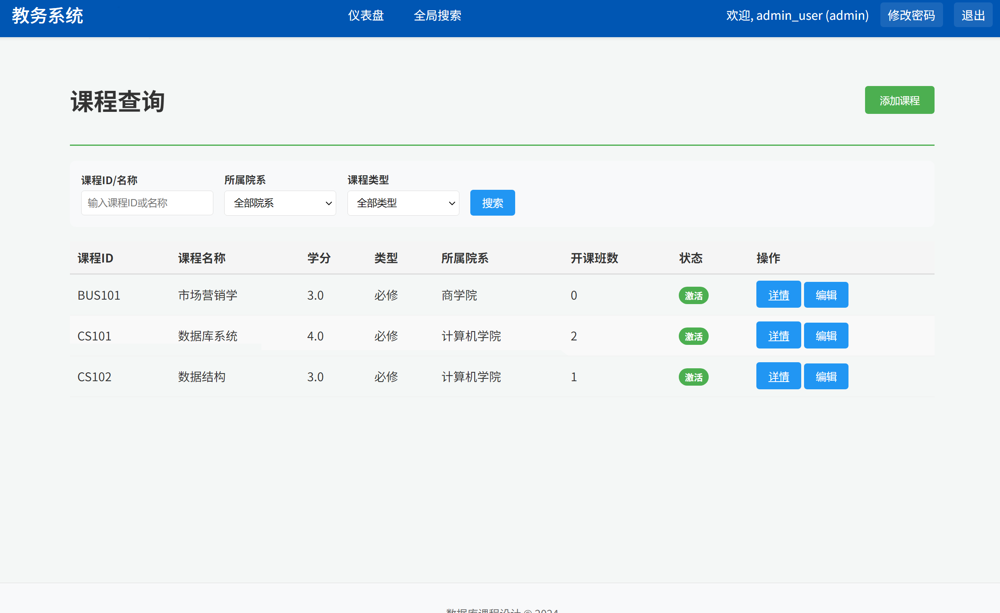 教务系统 仪表盘 全局搜索 欢迎, admin_user (admin) 修改密码 退出
课程查询 添加课程
课程ID/名称 所属院系 课程类型
输入课程ID或名称 全部院系 全部类型 搜索
课程ID 课程名称 学分 类型 所属院系 开课班数 状态 操作
BUS101 市场营销学 3.0 必修 商学院 0 激活 详情 编辑
CS101 数据库系统 4.0 必修 计算机学院 2 激活 详情 编辑
CS102 数据结构 3.0 必修 计算机学院 1 激活 详情 编辑
数据库课程设计 © 2024